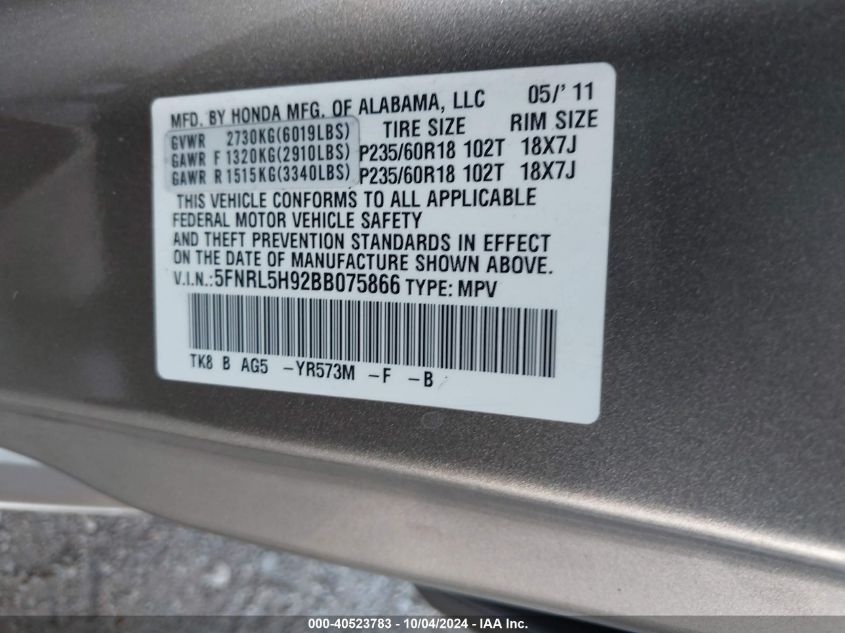 MFD. BY HONDA MFG. OF ALABAMA, LLC 05/' 11
GVWR 2730KG(6019LBS) TIRE SIZE RIM SIZE
GAWR F 1320KG(2910LBS) P235/60R18 102T 18X7J
GAWR R 1515KG(3340LBS) P235/60R18 102T 18X7J
THIS VEHICLE CONFORMS TO ALL APPLICABLE
FEDERAL MOTOR VEHICLE SAFETY
AND THEFT PREVENTION STANDARDS IN EFFECT
ON THE DATE OF MANUFACTURE SHOWN ABOVE.
V.I.N.:5FNRL5H92BB075866 TYPE: MPV
TK8 B AG5 -YR573M -F -B
000-40523783 - 10/04/2024 - IAA Inc.